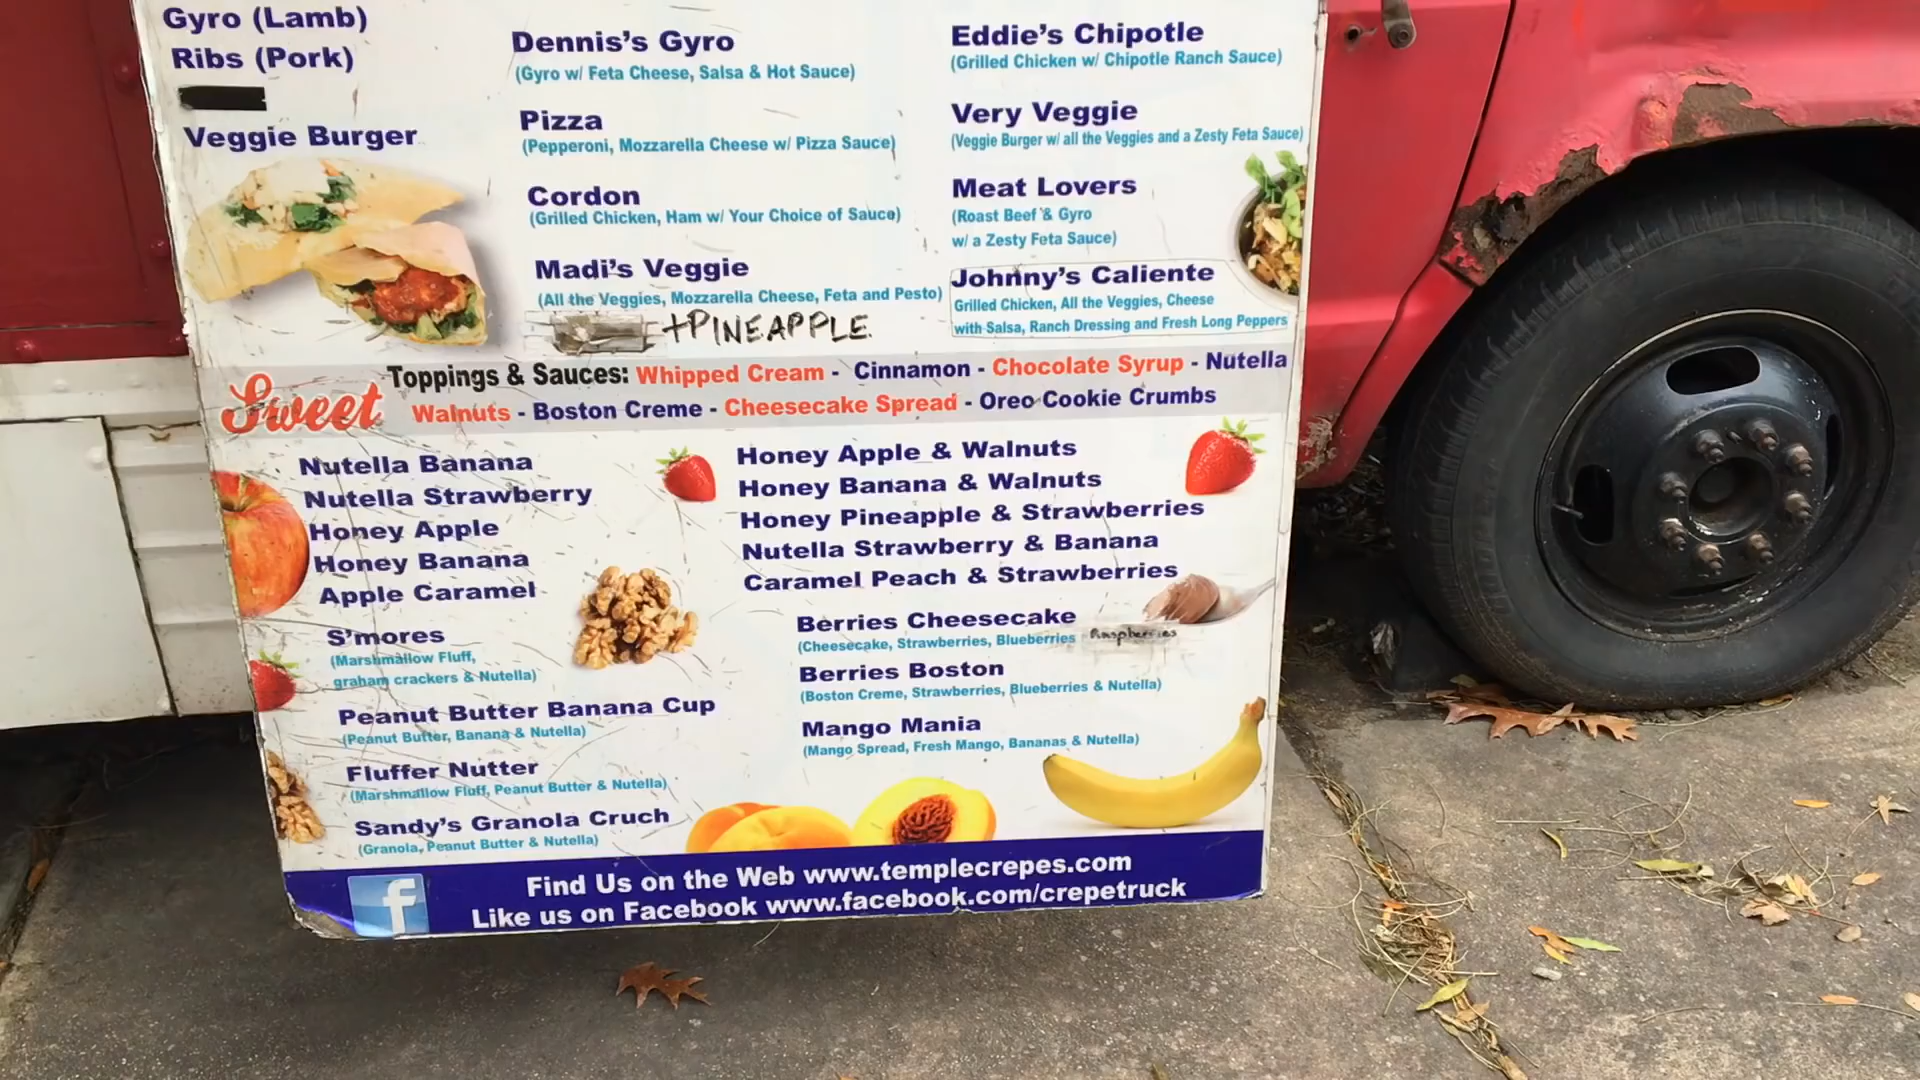 Gyro (Lamb)
Ribs (Pork)
Veggie Burger
Dennis's Gyro
(Gyro w/ Feta Cheese, Salsa & Hot Sauce)
Pizza
(Pepperoni, Mozzarella Cheese w/ Pizza Sauce)
Cordon
(Grilled Chicken, Ham w/ Your Choice of Sauce)
Madi's Veggie
(All the Veggies, Mozzarella Cheese, Feta and Pesto)
+PINEAPPLE
Eddie's Chipotle
(Grilled Chicken w/ Chipotle Ranch Sauce)
Very Veggie
(Veggie Burger w/ all the Veggies and a Zesty Feta Sauce)
Meat Lovers
(Roast Beef & Gyro
w/ a Zesty Feta Sauce)
Johnny's Caliente
Grilled Chicken, All the Veggies, Cheese
with Salsa, Ranch Dressing and Fresh Long Peppers
Sweet
Toppings & Sauces: Whipped Cream - Cinnamon - Chocolate Syrup - Nutella
Walnuts - Boston Creme - Cheesecake Spread - Oreo Cookie Crumbs
Nutella Banana
Nutella Strawberry
Honey Apple
Honey Banana
Apple Caramel
S'mores
(Marshmallow Fluff,
graham crackers & Nutella)
Peanut Butter Banana Cup
(Peanut Butter, Banana & Nutella)
Fluffer Nutter
(Marshmallow Fluff, Peanut Butter & Nutella)
Sandy's Granola Cruch
(Granola, Peanut Butter & Nutella)
Honey Apple & Walnuts
Honey Banana & Walnuts
Honey Pineapple & Strawberries
Nutella Strawberry & Banana
Caramel Peach & Strawberries
Berries Cheesecake
(Cheesecake, Strawberries, Blueberries Raspberries
Berries Boston
(Boston Creme, Strawberries, Blueberries & Nutella)
Mango Mania
(Mango Spread, Fresh Mango, Bananas & Nutella)
f
Find Us on the Web www.templecrepes.com
Like us on Facebook www.facebook.com/crepetruck